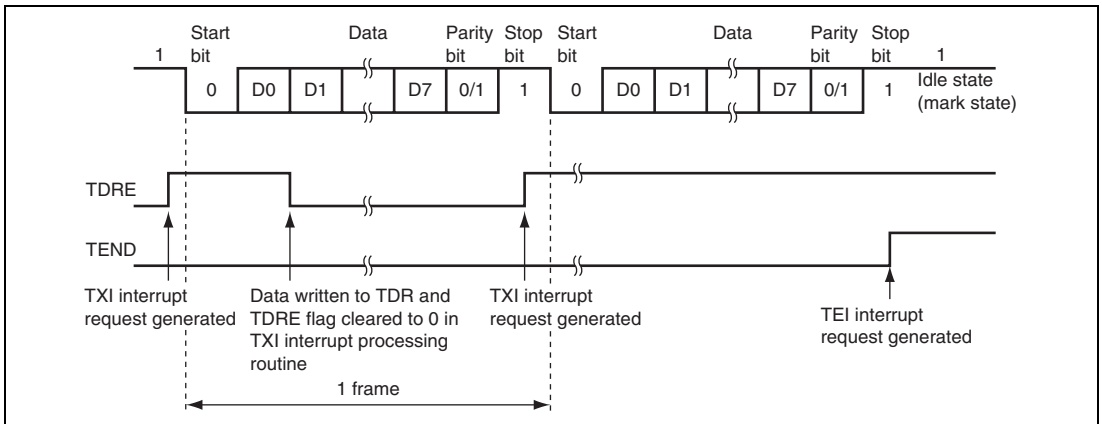 Start bit
Data
Parity bit
Stop bit
Start bit
Data
Parity bit
Stop bit
1
1
0
D0
D1
D7
0/1
1
0
D0
D1
D7
0/1
1
Idle state
(mark state)
TDRE
TEND
TXI interrupt
request generated
Data written to TDR and
TDRE flag cleared to 0 in
TXI interrupt processing
routine
TXI interrupt
request generated
TEI interrupt
request generated
1 frame